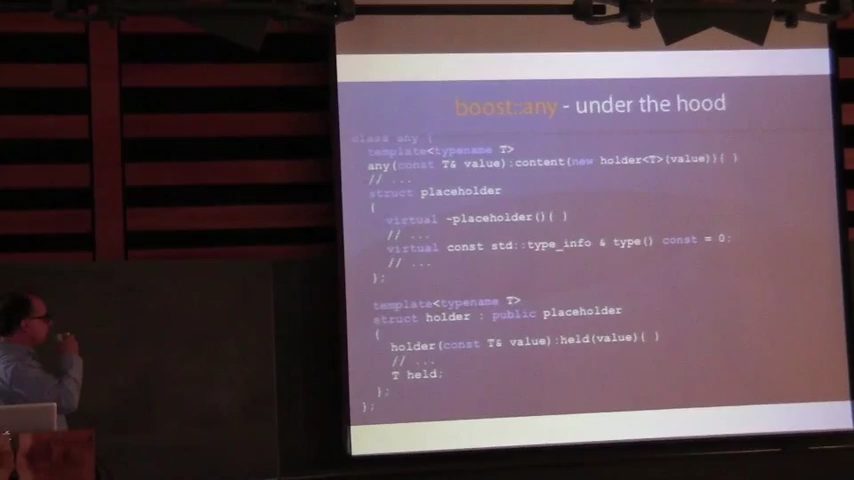 boost::any - under the hood
class any {
template<typename T>
any(const T& value):content(new holder<T>(value)){ }
// ...
struct placeholder
{
virtual ~placeholder(){ }
// ...
virtual const std::type_info & type() const = 0;
// ...
};
template<typename T>
struct holder : public placeholder
{
holder(const T& value):held(value){ }
// ...
T held;
};
};